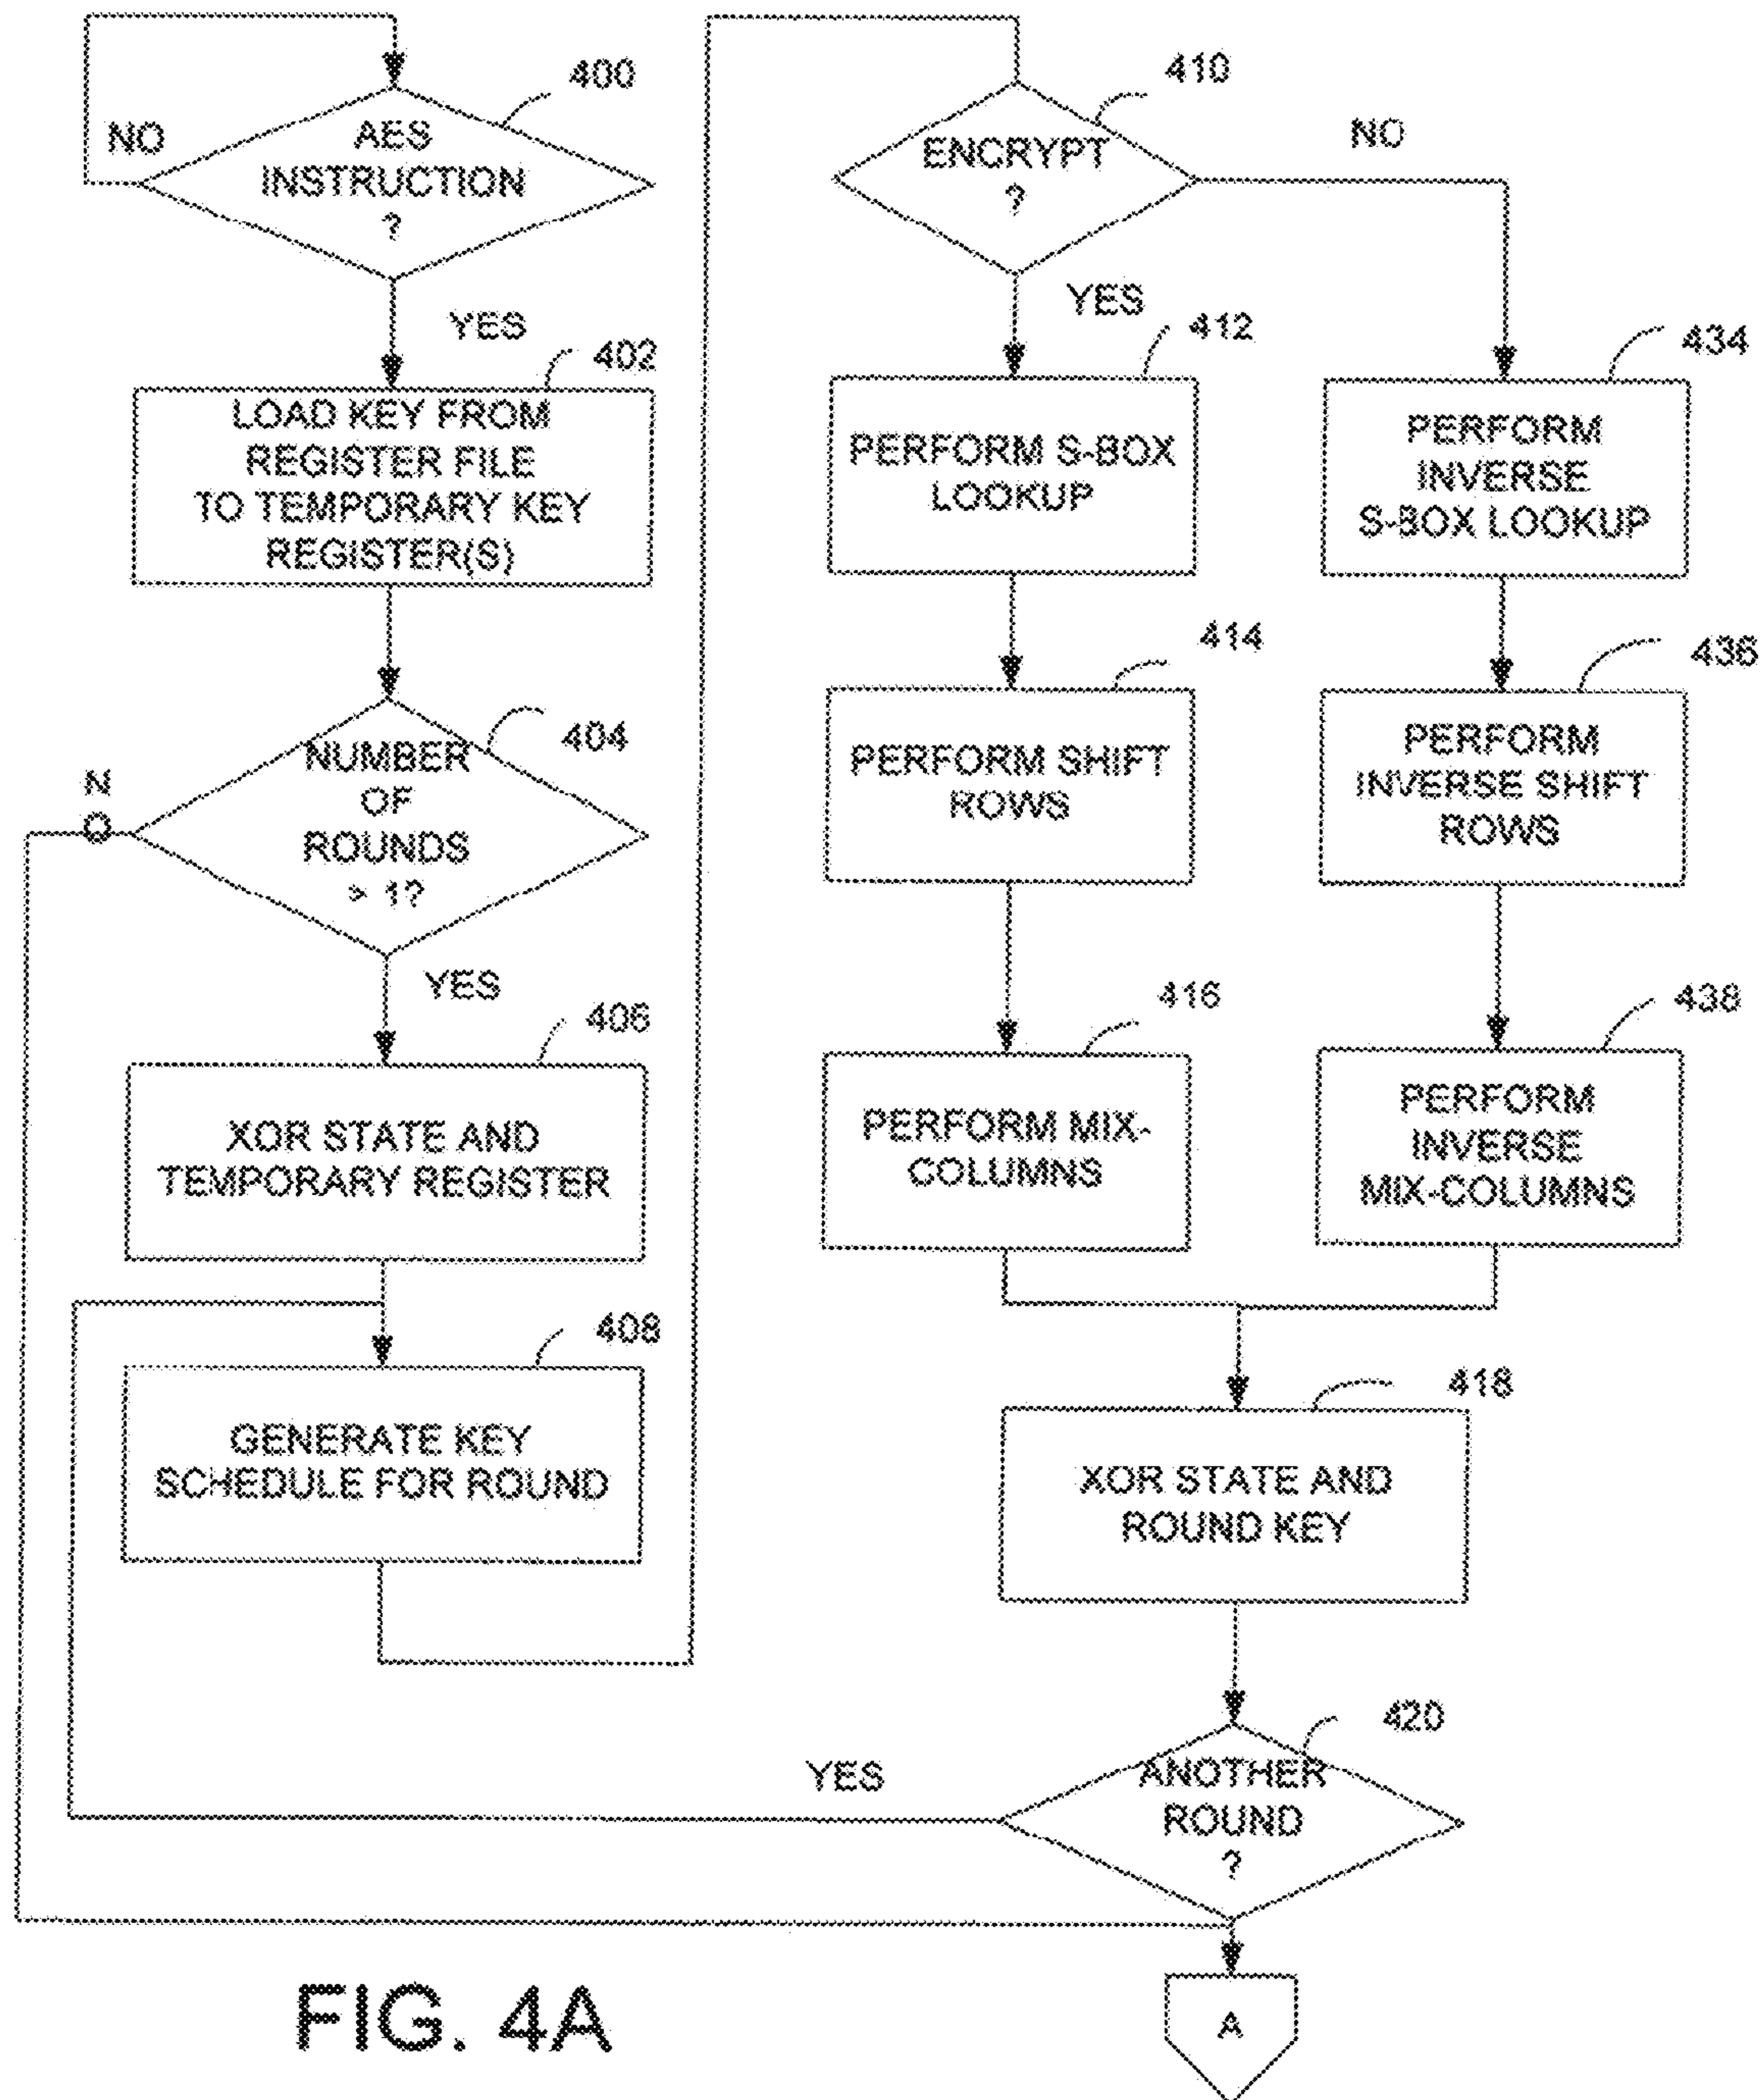 400
NO
AES
INSTRUCTION
?
YES
402
LOAD KEY FROM
REGISTER FILE
TO TEMPORARY KEY
REGISTER(S)
404
N
O
NUMBER
OF
ROUNDS
> 1?
YES
406
XOR STATE AND
TEMPORARY REGISTER
408
GENERATE KEY
SCHEDULE FOR ROUND
410
ENCRYPT
?
NO
YES
412
PERFORM S-BOX
LOOKUP
414
PERFORM SHIFT
ROWS
416
PERFORM MIX-
COLUMNS
434
PERFORM
INVERSE
S-BOX LOOKUP
436
PERFORM
INVERSE SHIFT
ROWS
438
PERFORM
INVERSE
MIX-COLUMNS
418
XOR STATE AND
ROUND KEY
420
YES
ANOTHER
ROUND
?
A
FIG. 4A